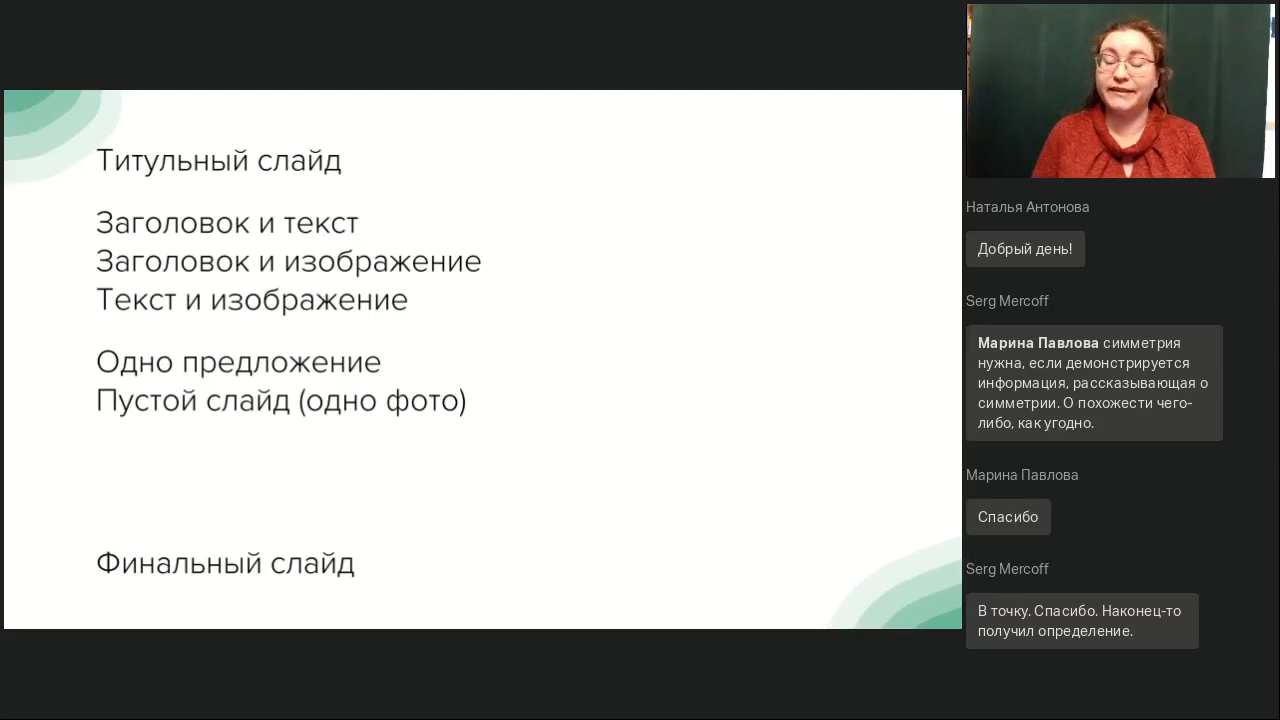 Титульный слайд
Заголовок и текст
Заголовок и изображение
Текст и изображение
Одно предложение
Пустой слайд (одно фото)
Финальный слайд
Наталья Антонова
Добрый день!
Serg Mercoff
Марина Павлова симметрия
нужна, если демонстрируется
информация, рассказывающая о
симметрии. О похожести чего-
либо, как угодно.
Марина Павлова
Спасибо
Serg Mercoff
В точку. Спасибо. Наконец-то
получил определение.